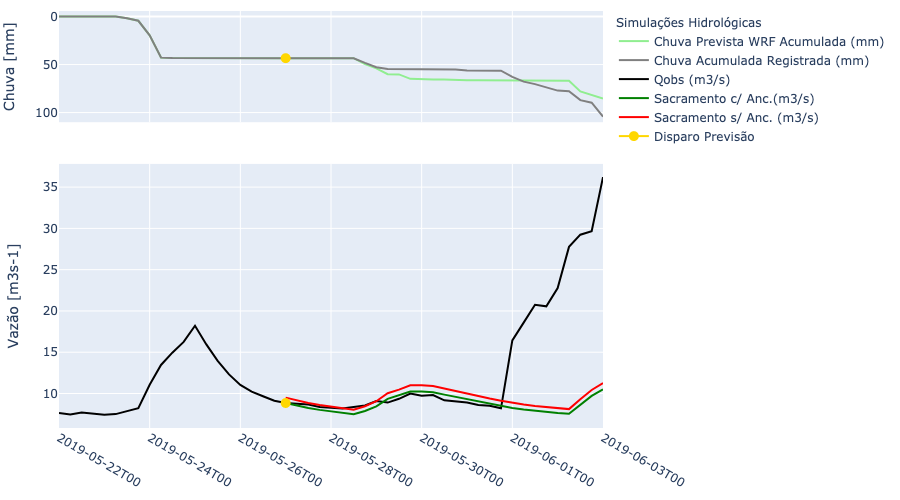 Simulações Hidrológicas
Chuva Prevista WRF Acumulada (mm)
Chuva Acumulada Registrada (mm)
Qobs (m3/s)
Sacramento c/ Anc.(m3/s)
Sacramento s/ Anc. (m3/s)
Disparo Previsão
Chuva [mm]
0
50
100
Vazão [m3s-1]
35
30
25
20
15
10
2019-05-22T00
2019-05-24T00
2019-05-26T00
2019-05-28T00
2019-05-30T00
2019-06-01T00
2019-06-03T00